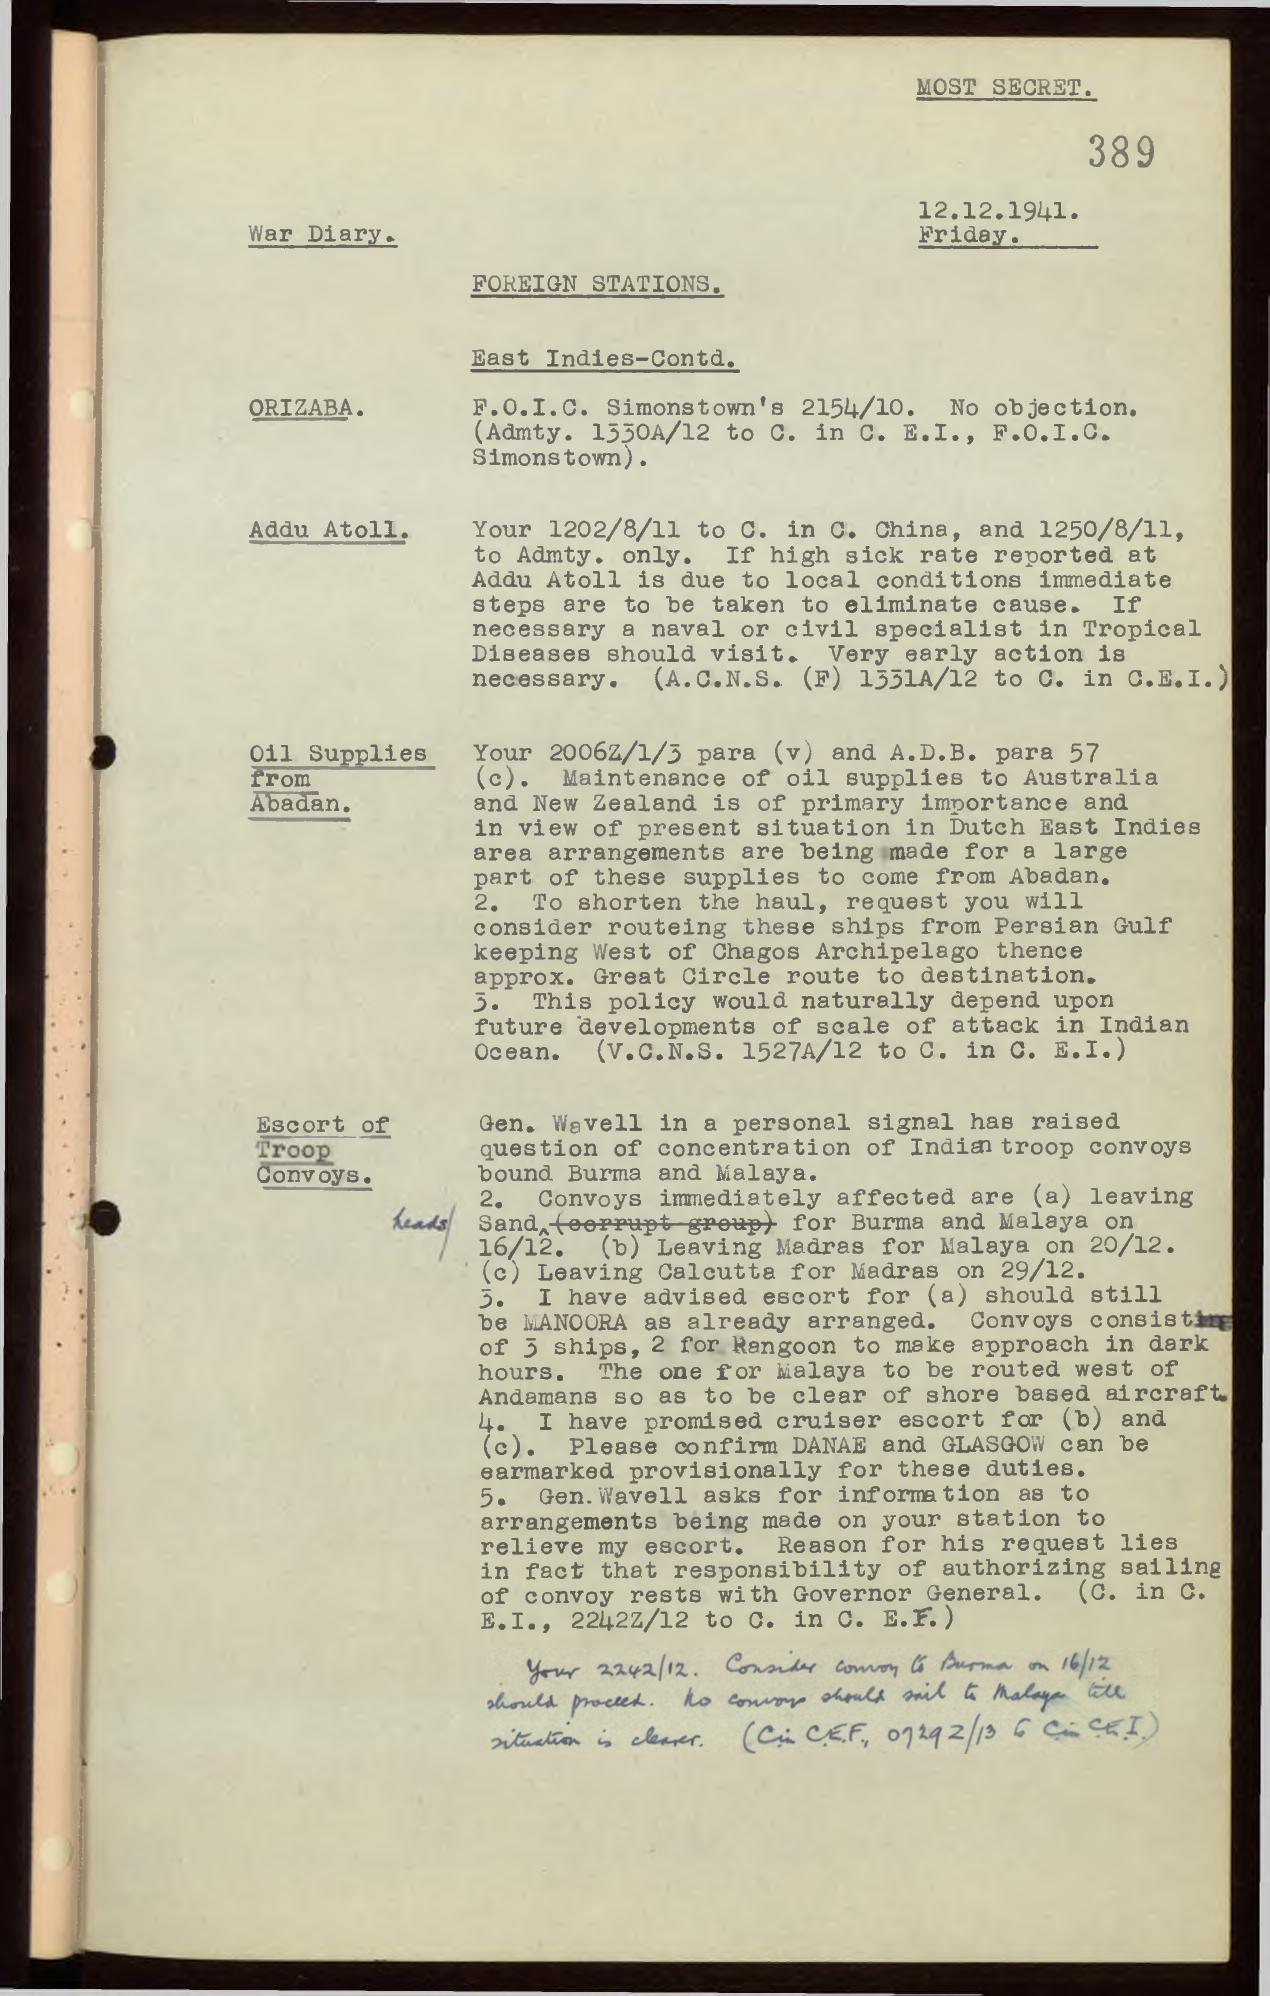 MOST SECRET.
389
12.12.1941.
War Diary.
Friday.
FOREIGN STATIONS.
East Indies-Contd.
ORIZABA. F.O.I.C. Simonstown's 2154/10. No objection.
(Admty. 1330A/12 to C. in C. E.I., F.O.I.C.
Simonstown).
Addu Atoll. Your 1202/8/11 to C. in C. China, and 1250/8/11,
to Admty. only. If high sick rate reported at
Addu Atoll is due to local conditions immediate
steps are to be taken to eliminate cause. If
necessary a naval or civil specialist in Tropical
Diseases should visit. Very early action is
necessary. (A.C.N.S. (F) 1331A/12 to C. in C.E.I.)
Oil Supplies Your 2006Z/1/3 para (v) and A.D.B. para 57
from (c). Maintenance of oil supplies to Australia
Abadan. and New Zealand is of primary importance and
in view of present situation in Dutch East Indies
area arrangements are being made for a large
part of these supplies to come from Abadan.
2. To shorten the haul, request you will
consider routeing these ships from Persian Gulf
keeping West of Chagos Archipelago thence
approx. Great Circle route to destination.
3. This policy would naturally depend upon
future developments of scale of attack in Indian
Ocean. (V.C.N.S. 1527A/12 to C. in C. E.I.)
Escort of Gen. Wavell in a personal signal has raised
Troop question of concentration of Indian troop convoys
Convoys. bound Burma and Malaya.
2. Convoys immediately affected are (a) leaving
heads/ Sand (corrupt group) for Burma and Malaya on
16/12. (b) Leaving Madras for Malaya on 20/12.
(c) Leaving Calcutta for Madras on 29/12.
3. I have advised escort for (a) should still
be MANOORA as already arranged. Convoys consisting
of 3 ships, 2 for Rangoon to make approach in dark
hours. The one for Malaya to be routed west of
Andamans so as to be clear of shore based aircraft.
4. I have promised cruiser escort for (b) and
(c). Please confirm DANAE and GLASGOW can be
earmarked provisionally for these duties.
5. Gen. Wavell asks for information as to
arrangements being made on your station to
relieve my escort. Reason for his request lies
in fact that responsibility of authorizing sailing
of convoy rests with Governor General. (C. in C.
E.I., 2242Z/12 to C. in C. E.F.)
Your 2242/12. Consider convoy to Burma on 16/12
should proceed. No convoys should sail to Malaya till
situation is clearer. (C in C.E.F., 0729Z/13 to C in C.E.I.)